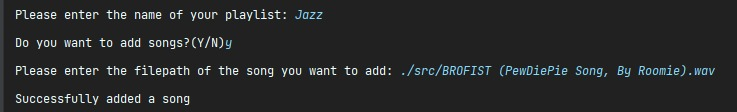 Please enter the name of your playlist: Jazz
Do you want to add songs?(Y/N)y
Please enter the filepath of the song you want to add: ./src/BROFIST (PewDiePie Song, By Roomie).wav
Successfully added a song